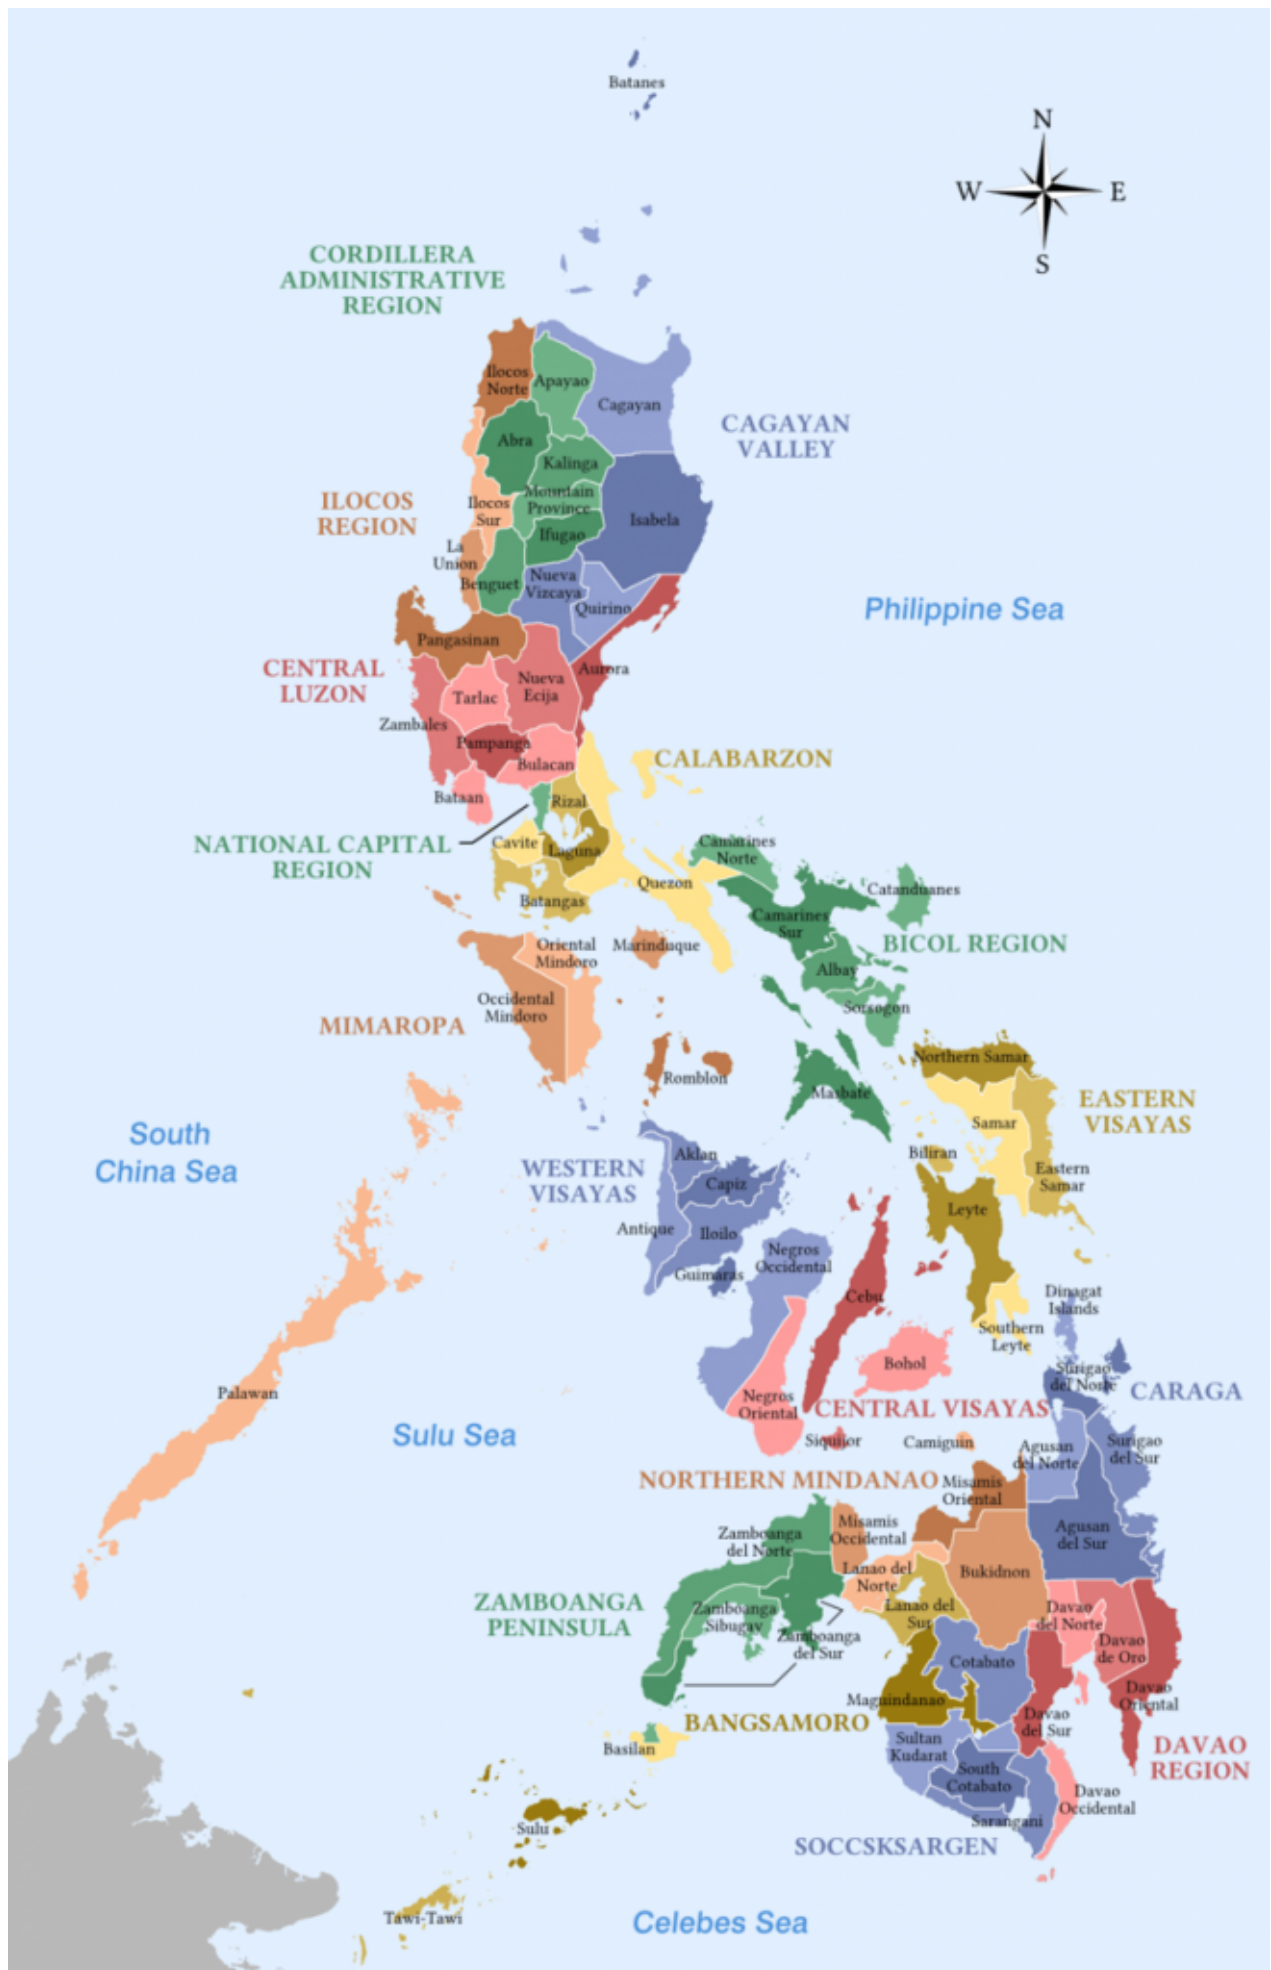 Batanes
N
W
E
S
CORDILLERA
ADMINISTRATIVE
REGION
Ilocos
Norte
Apayao
Cagayan
CAGAYAN
VALLEY
Abra
Kalinga
ILOCOS
REGION
Ilocos
Sur
Mountain
Province
Isabela
Ifugao
La
Union
Benguet
Nueva
Vizcaya
Quirino
Philippine Sea
Pangasinan
CENTRAL
LUZON
Aurora
Tarlac
Nueva
Ecija
Zambales
Pampanga
Bulacan
CALABARZON
Bataan
Rizal
NATIONAL CAPITAL
REGION
Cavite
Laguna
Camarines
Norte
Quezon
Catanduanes
Batangas
Camarines
Sur
BICOL REGION
Oriental
Mindoro
Marinduque
Albay
Occidental
Mindoro
Sorsogon
MIMAROPA
Romblon
Masbate
Northern Samar
EASTERN
VISAYAS
Samar
South
China Sea
WESTERN
VISAYAS
Aklan
Capiz
Biliran
Eastern
Samar
Antique
Iloilo
Leyte
Guimaras
Negros
Occidental
Cebu
Dinagat
Islands
Southern
Leyte
Bohol
Surigao
del Norte
CARAGA
Palawan
Negros
Oriental
CENTRAL VISAYAS
Sulu Sea
Siquijor
Camiguin
Agusan
del Norte
Surigao
del Sur
NORTHERN MINDANAO
Misamis
Oriental
Zamboanga
del Norte
Misamis
Occidental
Agusan
del Sur
Lanao del
Norte
Bukidnon
ZAMBOANGA
PENINSULA
Zamboanga
Sibugay
Lanao del
Sur
Davao
del Norte
Zamboanga
del Sur
Davao
de Oro
Cotabato
Maguindanao
Davao
Oriental
BANGSAMORO
Davao
del Sur
Basilan
Sultan
Kudarat
DAVAO
REGION
South
Cotabato
Davao
Occidental
Sulu
Sarangani
SOCCSKSARGEN
Tawi-Tawi
Celebes Sea